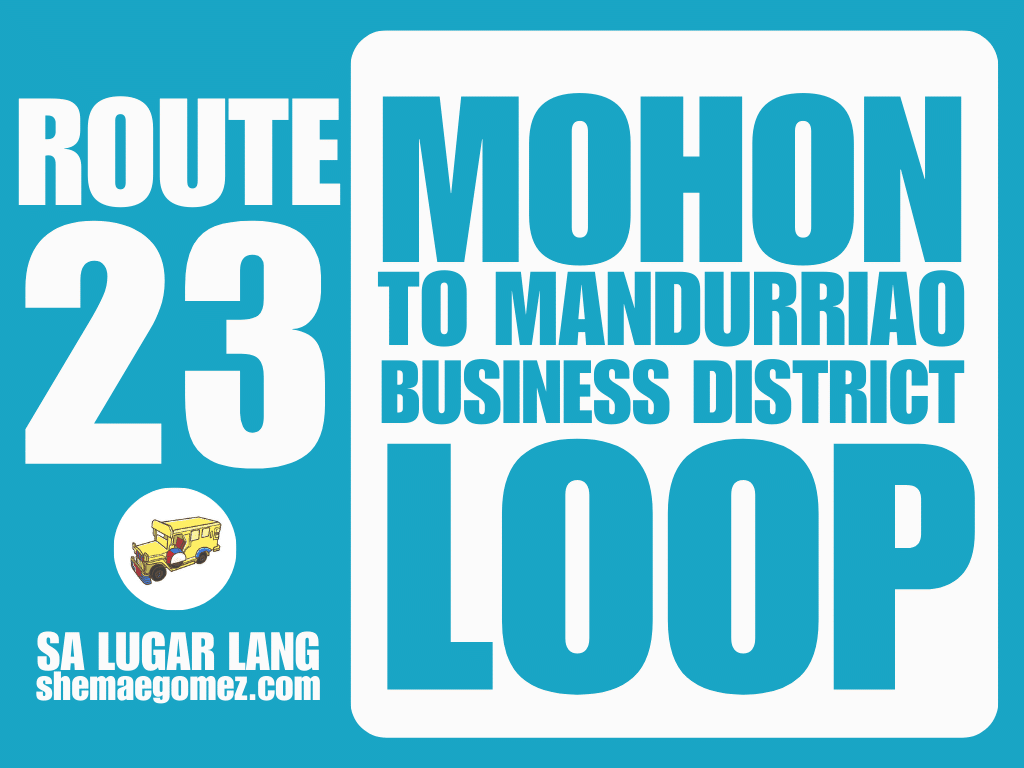 ROUTE
23
SA LUGAR LANG
shemaegomez.com
MOHON
TO MANDURRIAO
BUSINESS DISTRICT
LOOP